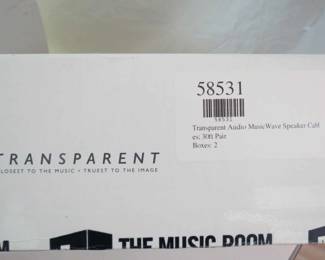 58531
58531
Transparent Audio MusicWave Speaker Cabl
es; 30ft Pair
Boxes: 2
TRANSPARENT
CLOSEST TO THE MUSIC • TRUEST TO THE IMAGE
OM
THE MUSIC ROOM